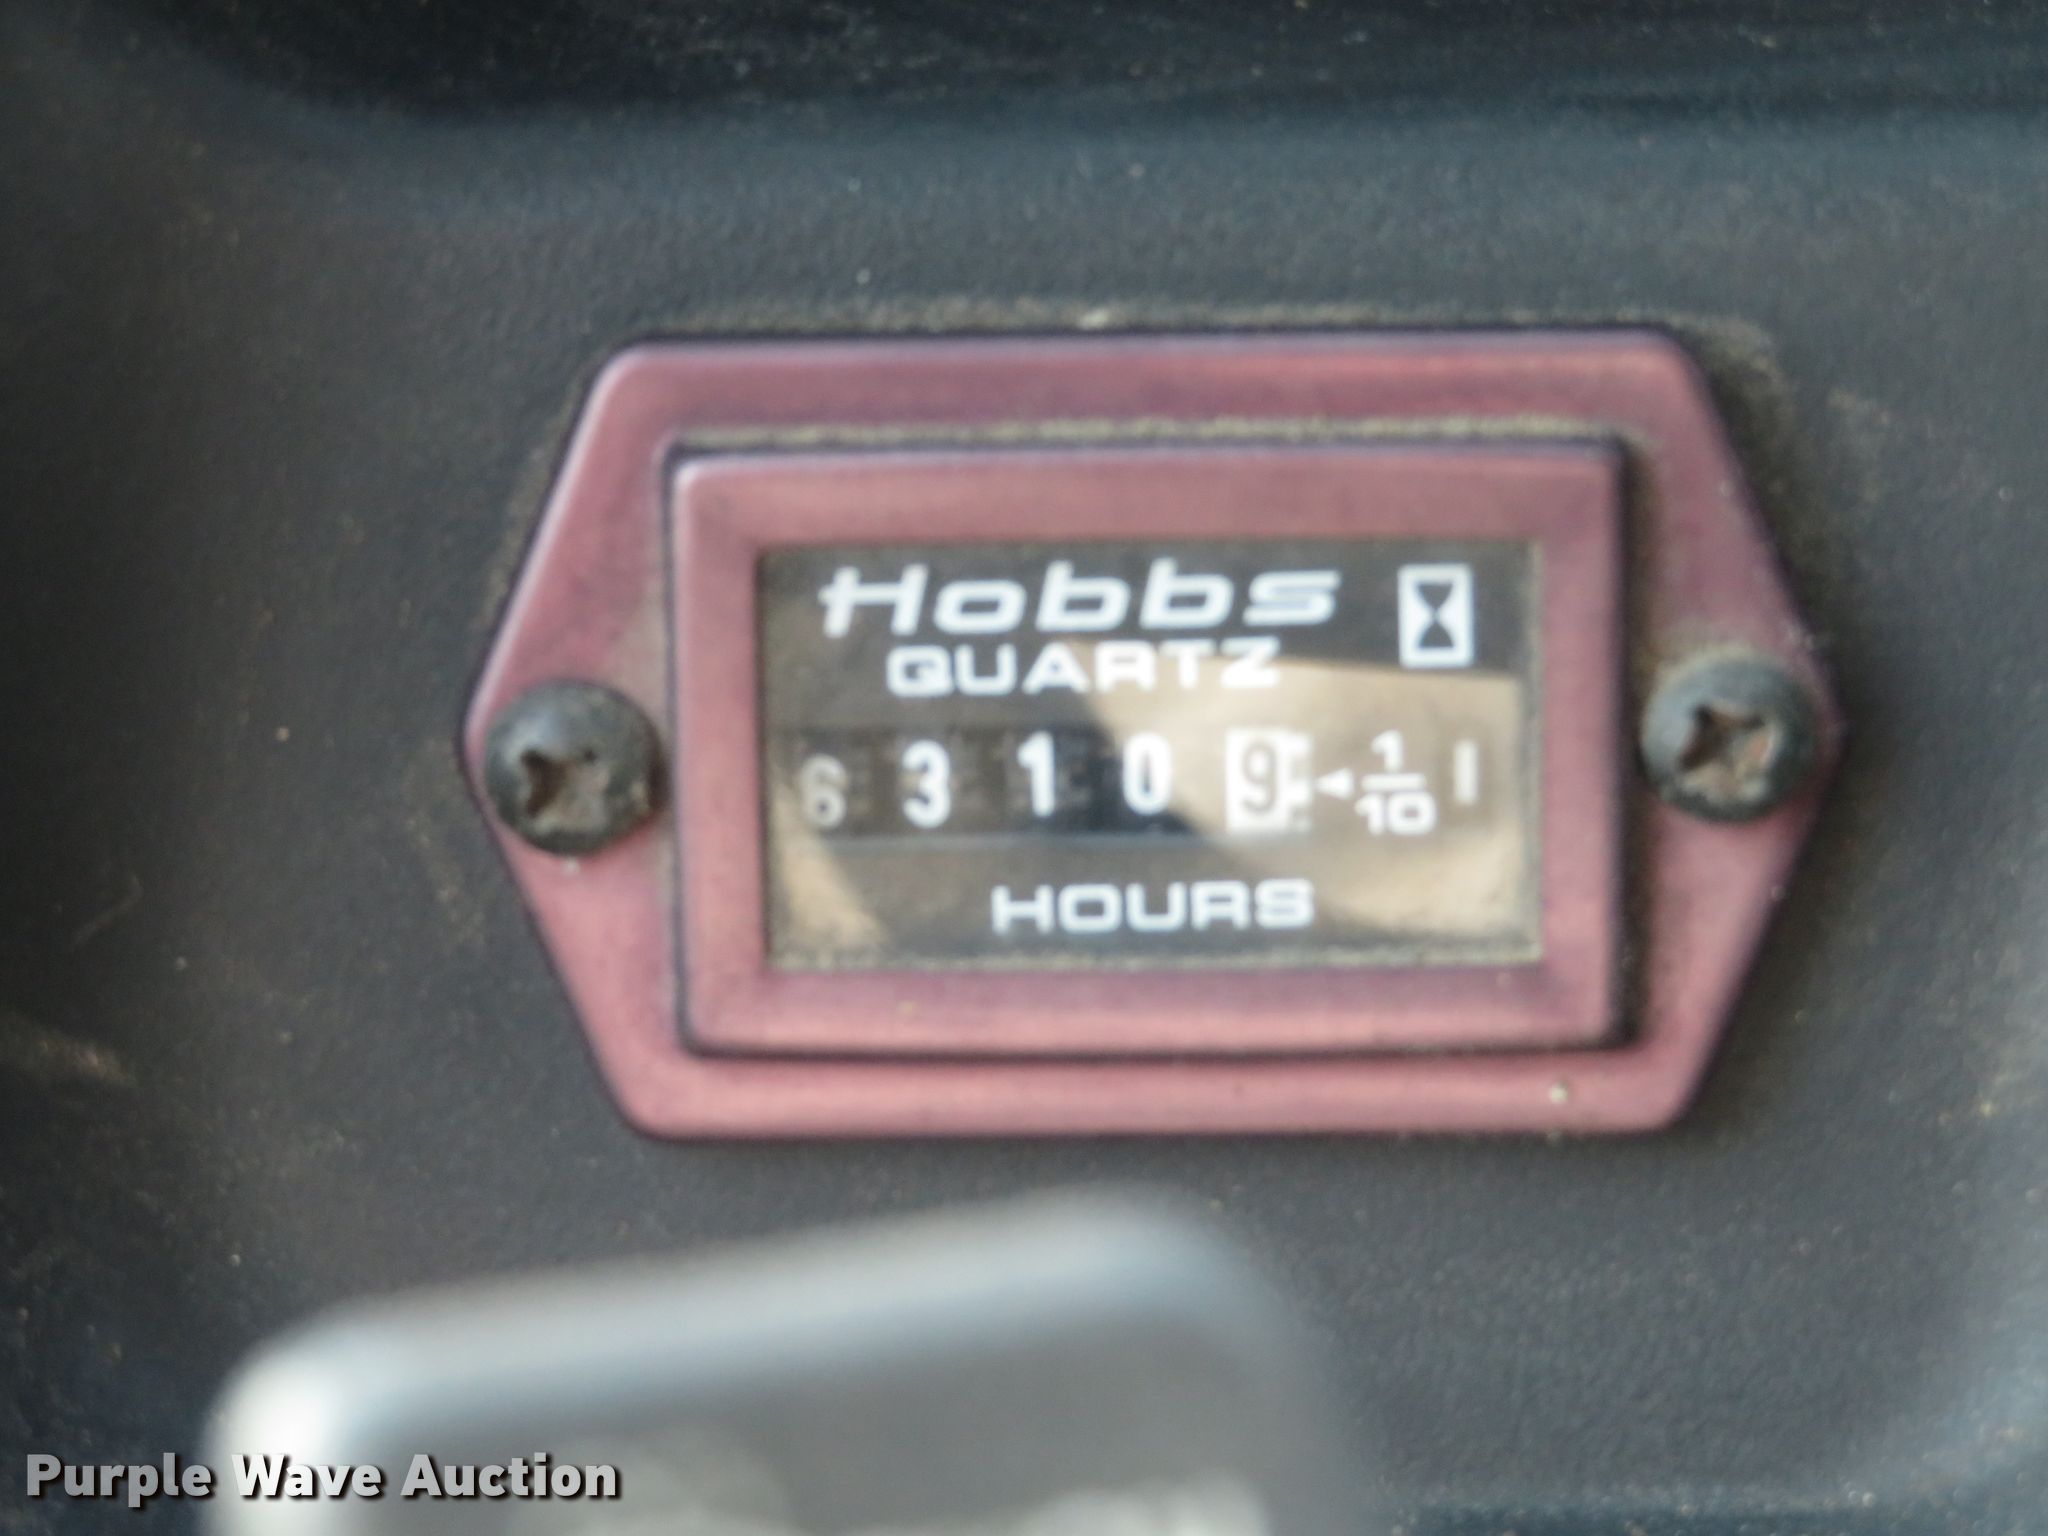 Hobbs
QUARTZ
6 3 1 0 9 1/10
HOURS
Purple Wave Auction